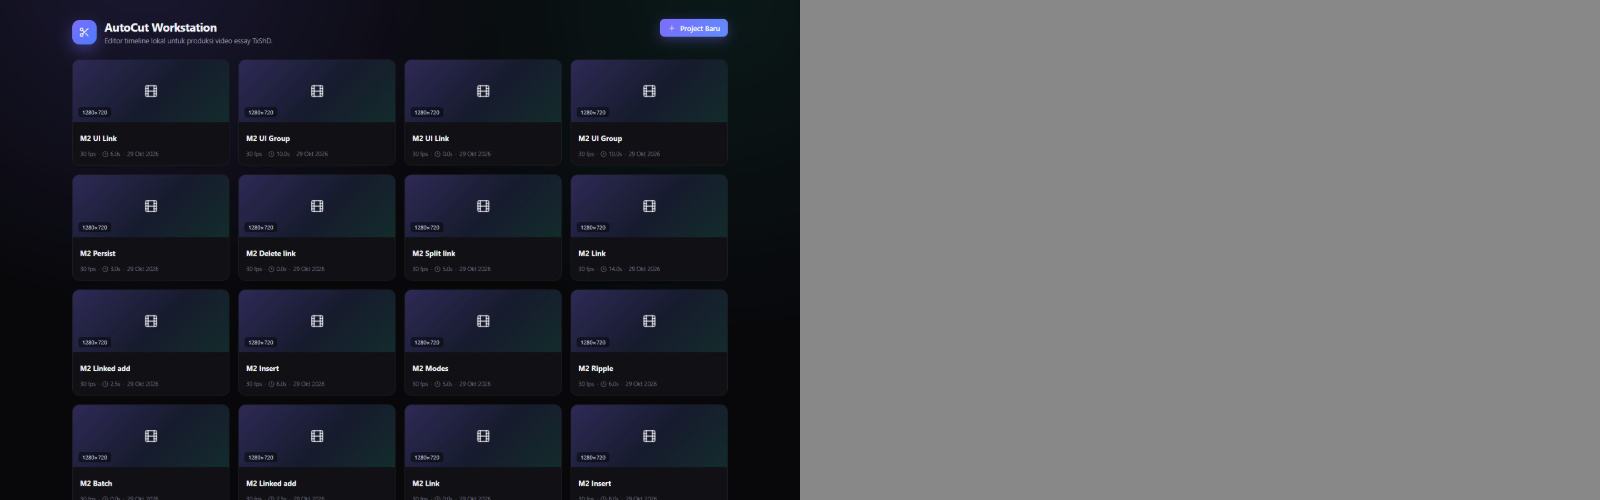 AutoCut Workstation
Editor timeline lokal untuk produksi video essay TxShD.
+ Project Baru
1280×720
1280×720
1280×720
1280×720
M2 UI Link
M2 UI Group
M2 UI Link
M2 UI Group
30 fps · 6.0s · 29 Okt 2026
30 fps · 10.0s · 29 Okt 2026
30 fps · 0.0s · 29 Okt 2026
30 fps · 10.0s · 29 Okt 2026
1280×720
1280×720
1280×720
1280×720
M2 Persist
M2 Delete link
M2 Split link
M2 Link
30 fps · 3.0s · 29 Okt 2026
30 fps · 0.0s · 29 Okt 2026
30 fps · 5.0s · 29 Okt 2026
30 fps · 14.0s · 29 Okt 2026
1280×720
1280×720
1280×720
1280×720
M2 Linked add
M2 Insert
M2 Modes
M2 Ripple
30 fps · 2.5s · 29 Okt 2026
30 fps · 6.0s · 29 Okt 2026
30 fps · 5.0s · 29 Okt 2026
30 fps · 6.0s · 29 Okt 2026
1280×720
1280×720
1280×720
1280×720
M2 Batch
M2 Linked add
M2 Link
M2 Insert